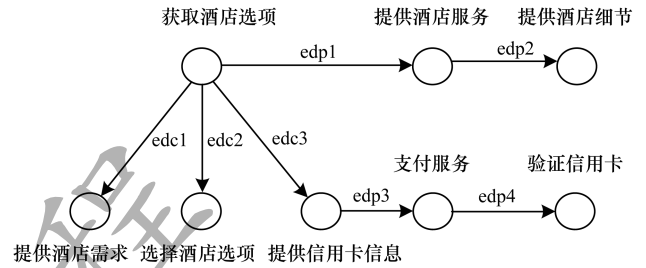 获取酒店选项 提供酒店服务 提供酒店细节
edp1 edp2
edc1 edc2 edc3
支付服务 验证信用卡
edp3 edp4
提供酒店需求 选择酒店选项 提供信用卡信息